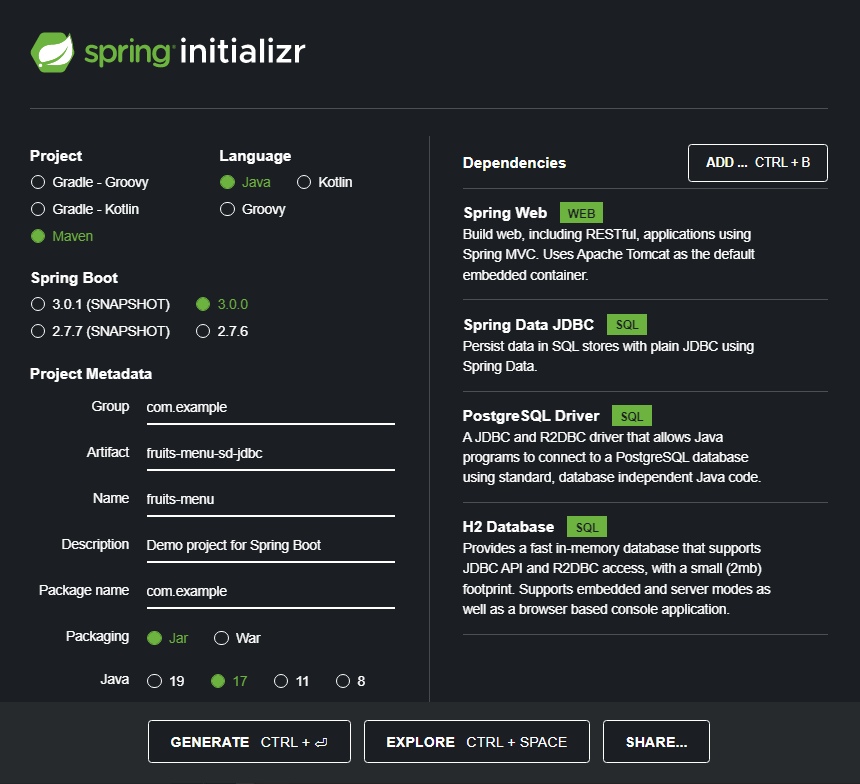 spring initializr
Project
Gradle - Groovy
Gradle - Kotlin
Maven
Language
Java Kotlin
Groovy
Spring Boot
3.0.1 (SNAPSHOT) 3.0.0
2.7.7 (SNAPSHOT) 2.7.6
Project Metadata
Group com.example
Artifact fruits-menu-sd-jdbc
Name fruits-menu
Description Demo project for Spring Boot
Package name com.example
Packaging Jar War
Java 19 17 11 8
Dependencies ADD ... CTRL + B
Spring Web WEB
Build web, including RESTful, applications using
Spring MVC. Uses Apache Tomcat as the default
embedded container.
Spring Data JDBC SQL
Persist data in SQL stores with plain JDBC using
Spring Data.
PostgreSQL Driver SQL
A JDBC and R2DBC driver that allows Java
programs to connect to a PostgreSQL database
using standard, database independent Java code.
H2 Database SQL
Provides a fast in-memory database that supports
JDBC API and R2DBC access, with a small (2mb)
footprint. Supports embedded and server modes as
well as a browser based console application.
GENERATE CTRL + ⏎ EXPLORE CTRL + SPACE SHARE...